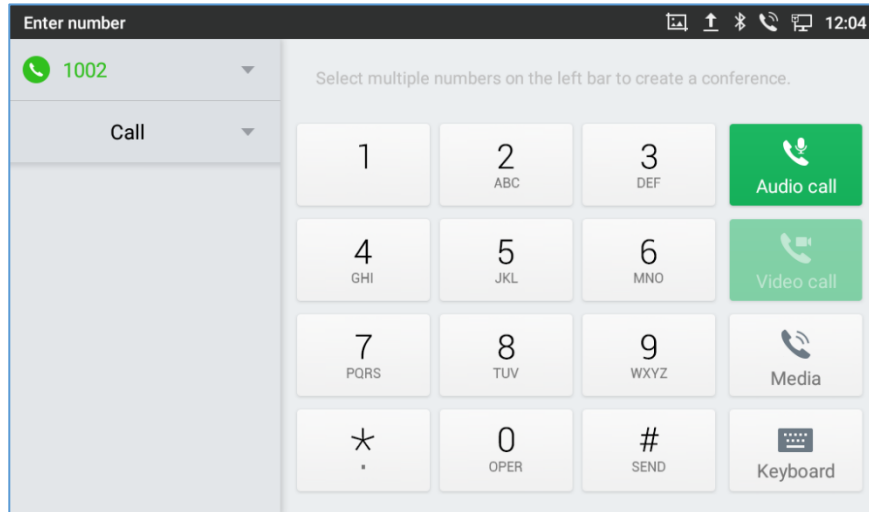 Enter number
12:04
1002
Call
Select multiple numbers on the left bar to create a conference.
1
2
ABC
3
DEF
Audio call
4
GHI
5
JKL
6
MNO
Video call
7
PQRS
8
TUV
9
WXYZ
Media
*
.
0
OPER
#
SEND
Keyboard